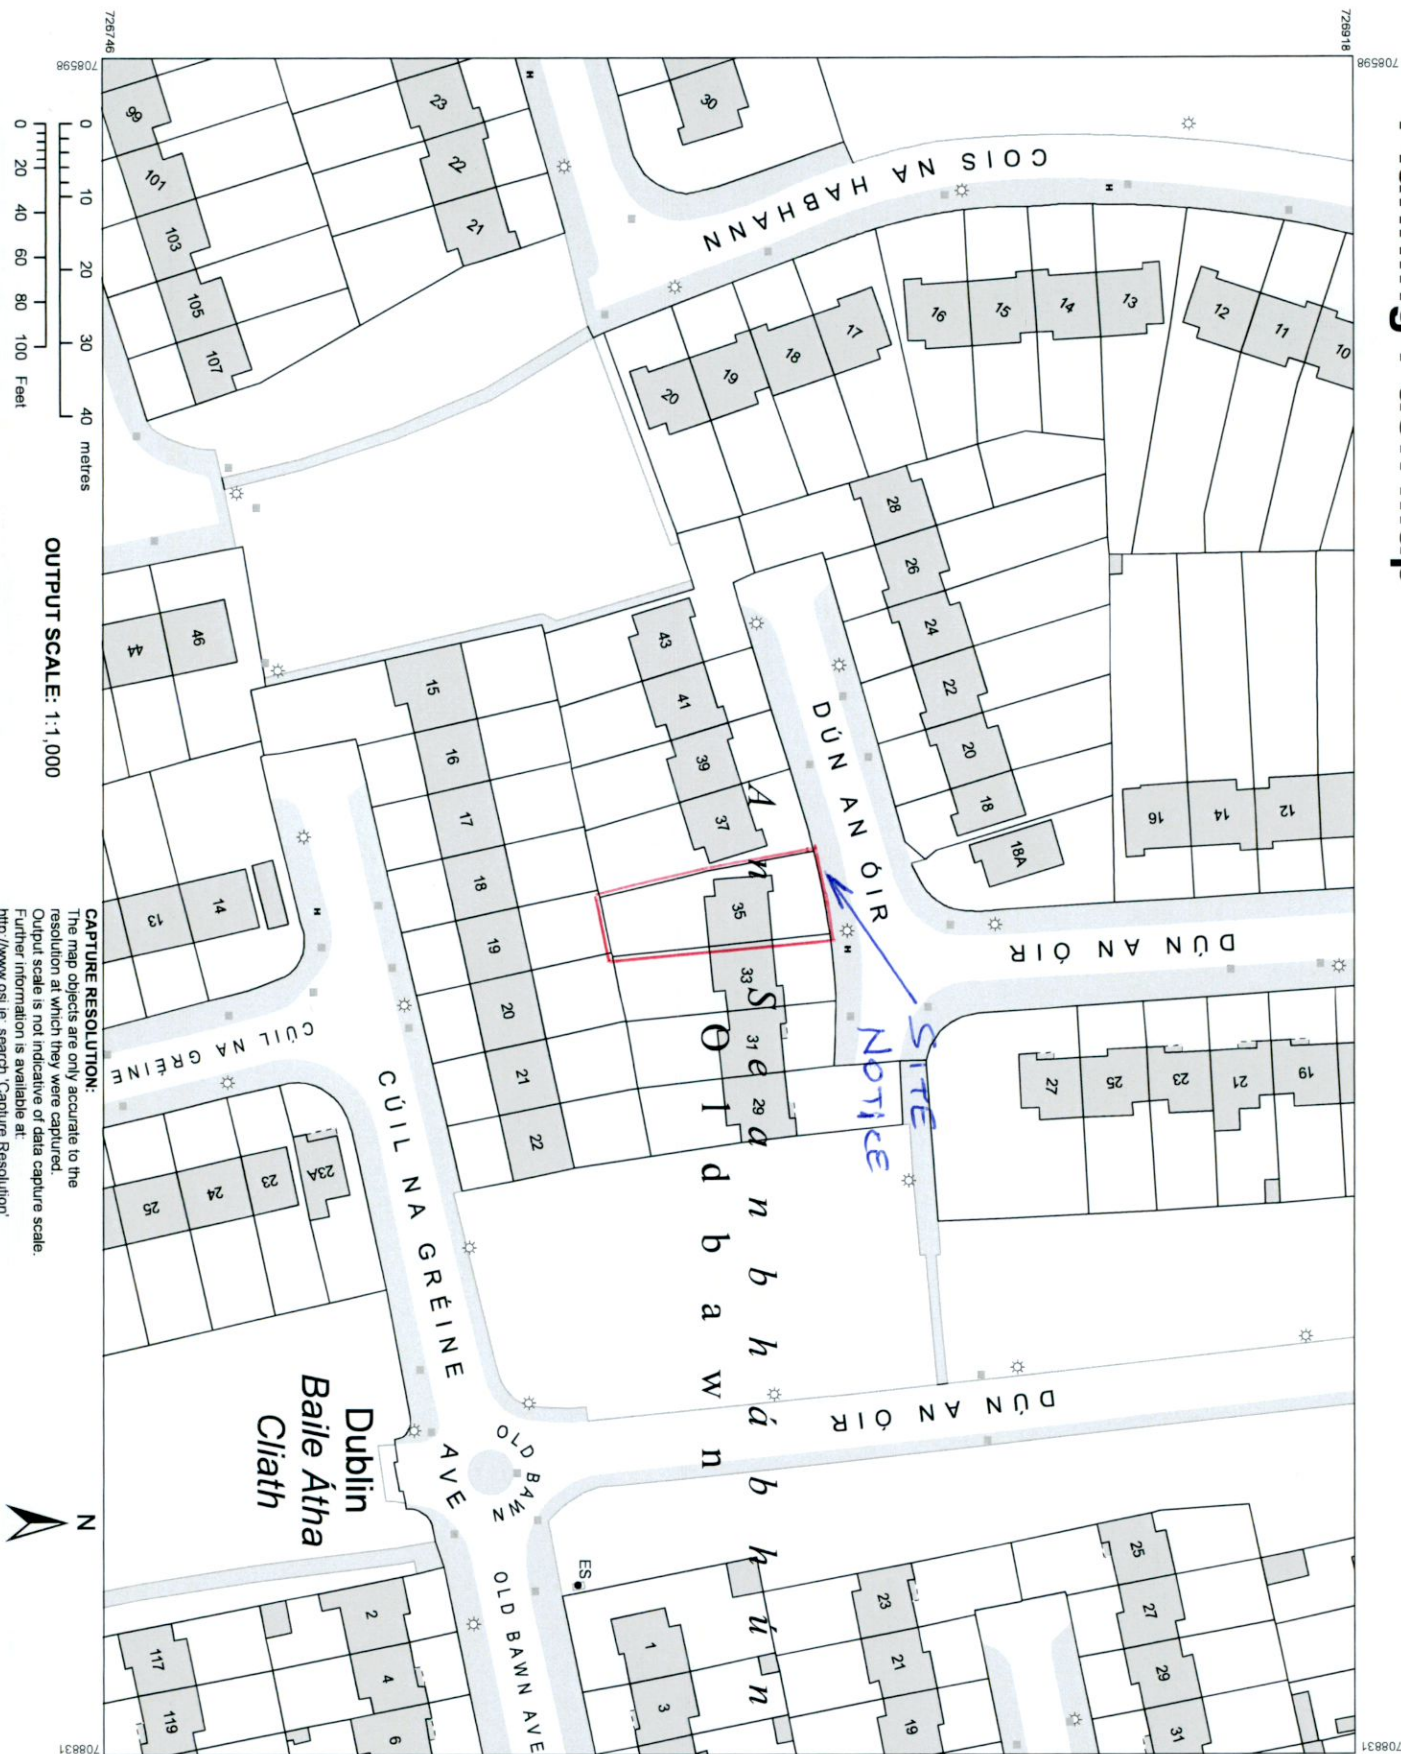 726746
708598
726918
708598
COIS NA HABHANN
H
H
30
23
22
21
99
101
103
105
107
16
15
14
13
12
11
10
17
18
19
20
28
26
24
22
20
18
18A
16
14
12
43
41
39
37
35
33
31
29
DÚN AN ÓIR
DÚN AN ÓIR
H
SITE
NOTICE
27
25
23
21
19
An Seanbhábhún
Oldbawn
46
44
15
16
17
18
19
20
21
22
14
13
H
CÚIL NA GRÉINE
CÚIL NA GRÉINE
23A
23
24
25
DÚN AN ÓIR
OLD BAWN
AVE
OLD BAWN AVE
ES
Dublin
Baile Átha
Cliath
N
2
4
6
117
119
1
3
23
21
19
25
27
29
31
0 10 20 30 40 metres
0 20 40 60 80 100 Feet
OUTPUT SCALE: 1:1,000
CAPTURE RESOLUTION:
The map objects are only accurate to the
resolution at which they were captured.
Output scale is not indicative of data capture scale.
Further information is available at:
http://www.osi.ie; search 'Capture Resolution'
708831
708831